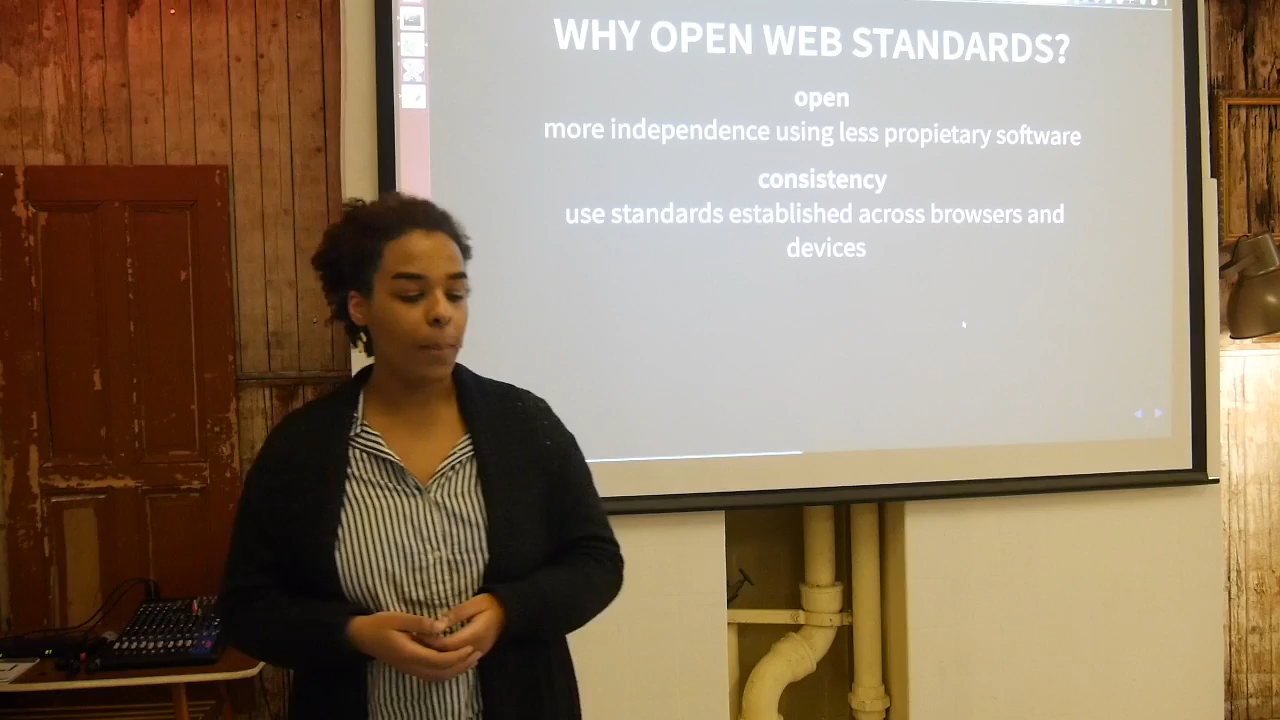 WHY OPEN WEB STANDARDS?
open
more independence using less propietary software
consistency
use standards established across browsers and
devices